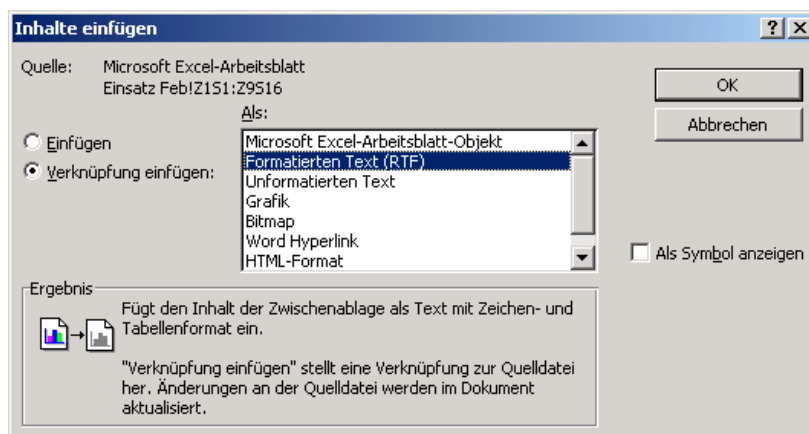 Inhalte einfügen
Quelle: Microsoft Excel-Arbeitsblatt
Einsatz Feb!Z1S1:Z9S16
Als:
Einfügen
Verknüpfung einfügen:
Microsoft Excel-Arbeitsblatt-Objekt
Formatierten Text (RTF)
Unformatierten Text
Grafik
Bitmap
Word Hyperlink
HTML-Format
OK
Abbrechen
Als Symbol anzeigen
Ergebnis
Fügt den Inhalt der Zwischenablage als Text mit Zeichen- und
Tabellenformat ein.
"Verknüpfung einfügen" stellt eine Verknüpfung zur Quelldatei
her. Änderungen an der Quelldatei werden im Dokument
aktualisiert.